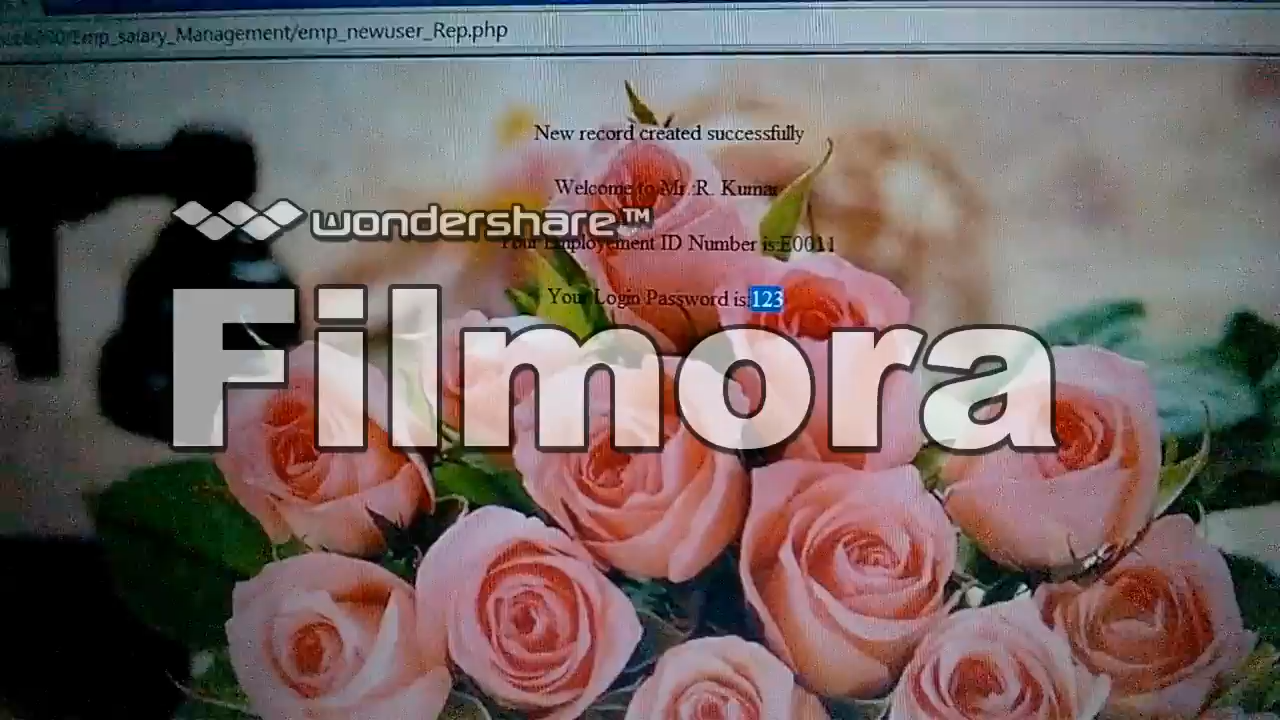 Emp_salary_Management/emp_newuser_Rep.php
New record created successfully
Welcome to Mr.:R. Kumar
wondershare™
Your Employement ID Number is:E0011
Your Login Password is:123
Filmora